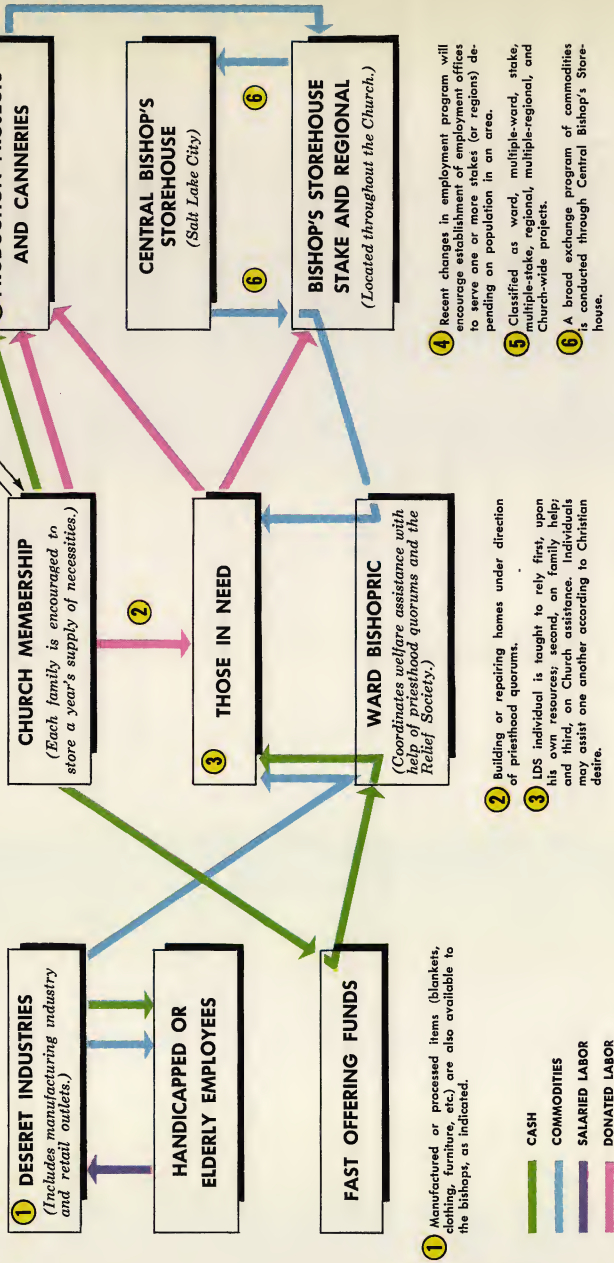 1 DESERET INDUSTRIES
(Includes manufacturing industry
and retail outlets.)
HANDICAPPED OR
ELDERLY EMPLOYEES
FAST OFFERING FUNDS
CHURCH MEMBERSHIP
(Each family is encouraged to
store a year's supply of necessities.)
2
3 THOSE IN NEED
WARD BISHOPRIC
(Coordinates welfare assistance with
help of priesthood quorums and the
Relief Society.)
PRODUCTION PROJECTS
AND CANNERIES
CENTRAL BISHOP'S
STOREHOUSE
(Salt Lake City)
6
6
BISHOP'S STOREHOUSE
STAKE AND REGIONAL
(Located throughout the Church.)
1 Manufactured or processed items (blankets,
clothing, furniture, etc.) are also available to
the bishops, as indicated.
CASH
COMMODITIES
SALARIED LABOR
DONATED LABOR
2 Building or repairing homes under direction
of priesthood quorums.
3 LDS individual is taught to rely first, upon
his own resources; second, on family help;
and third, on Church assistance. Individuals
may assist one another according to Christian
desire.
4 Recent changes in employment program will
encourage establishment of employment offices
to serve one or more stakes (or regions) de-
pending on population in an area.
5 Classified as ward, multiple-ward, stake,
multiple-stake, regional, multiple-regional, and
Church-wide projects.
6 A broad exchange program of commodities
is conducted through Central Bishop's Store-
house.